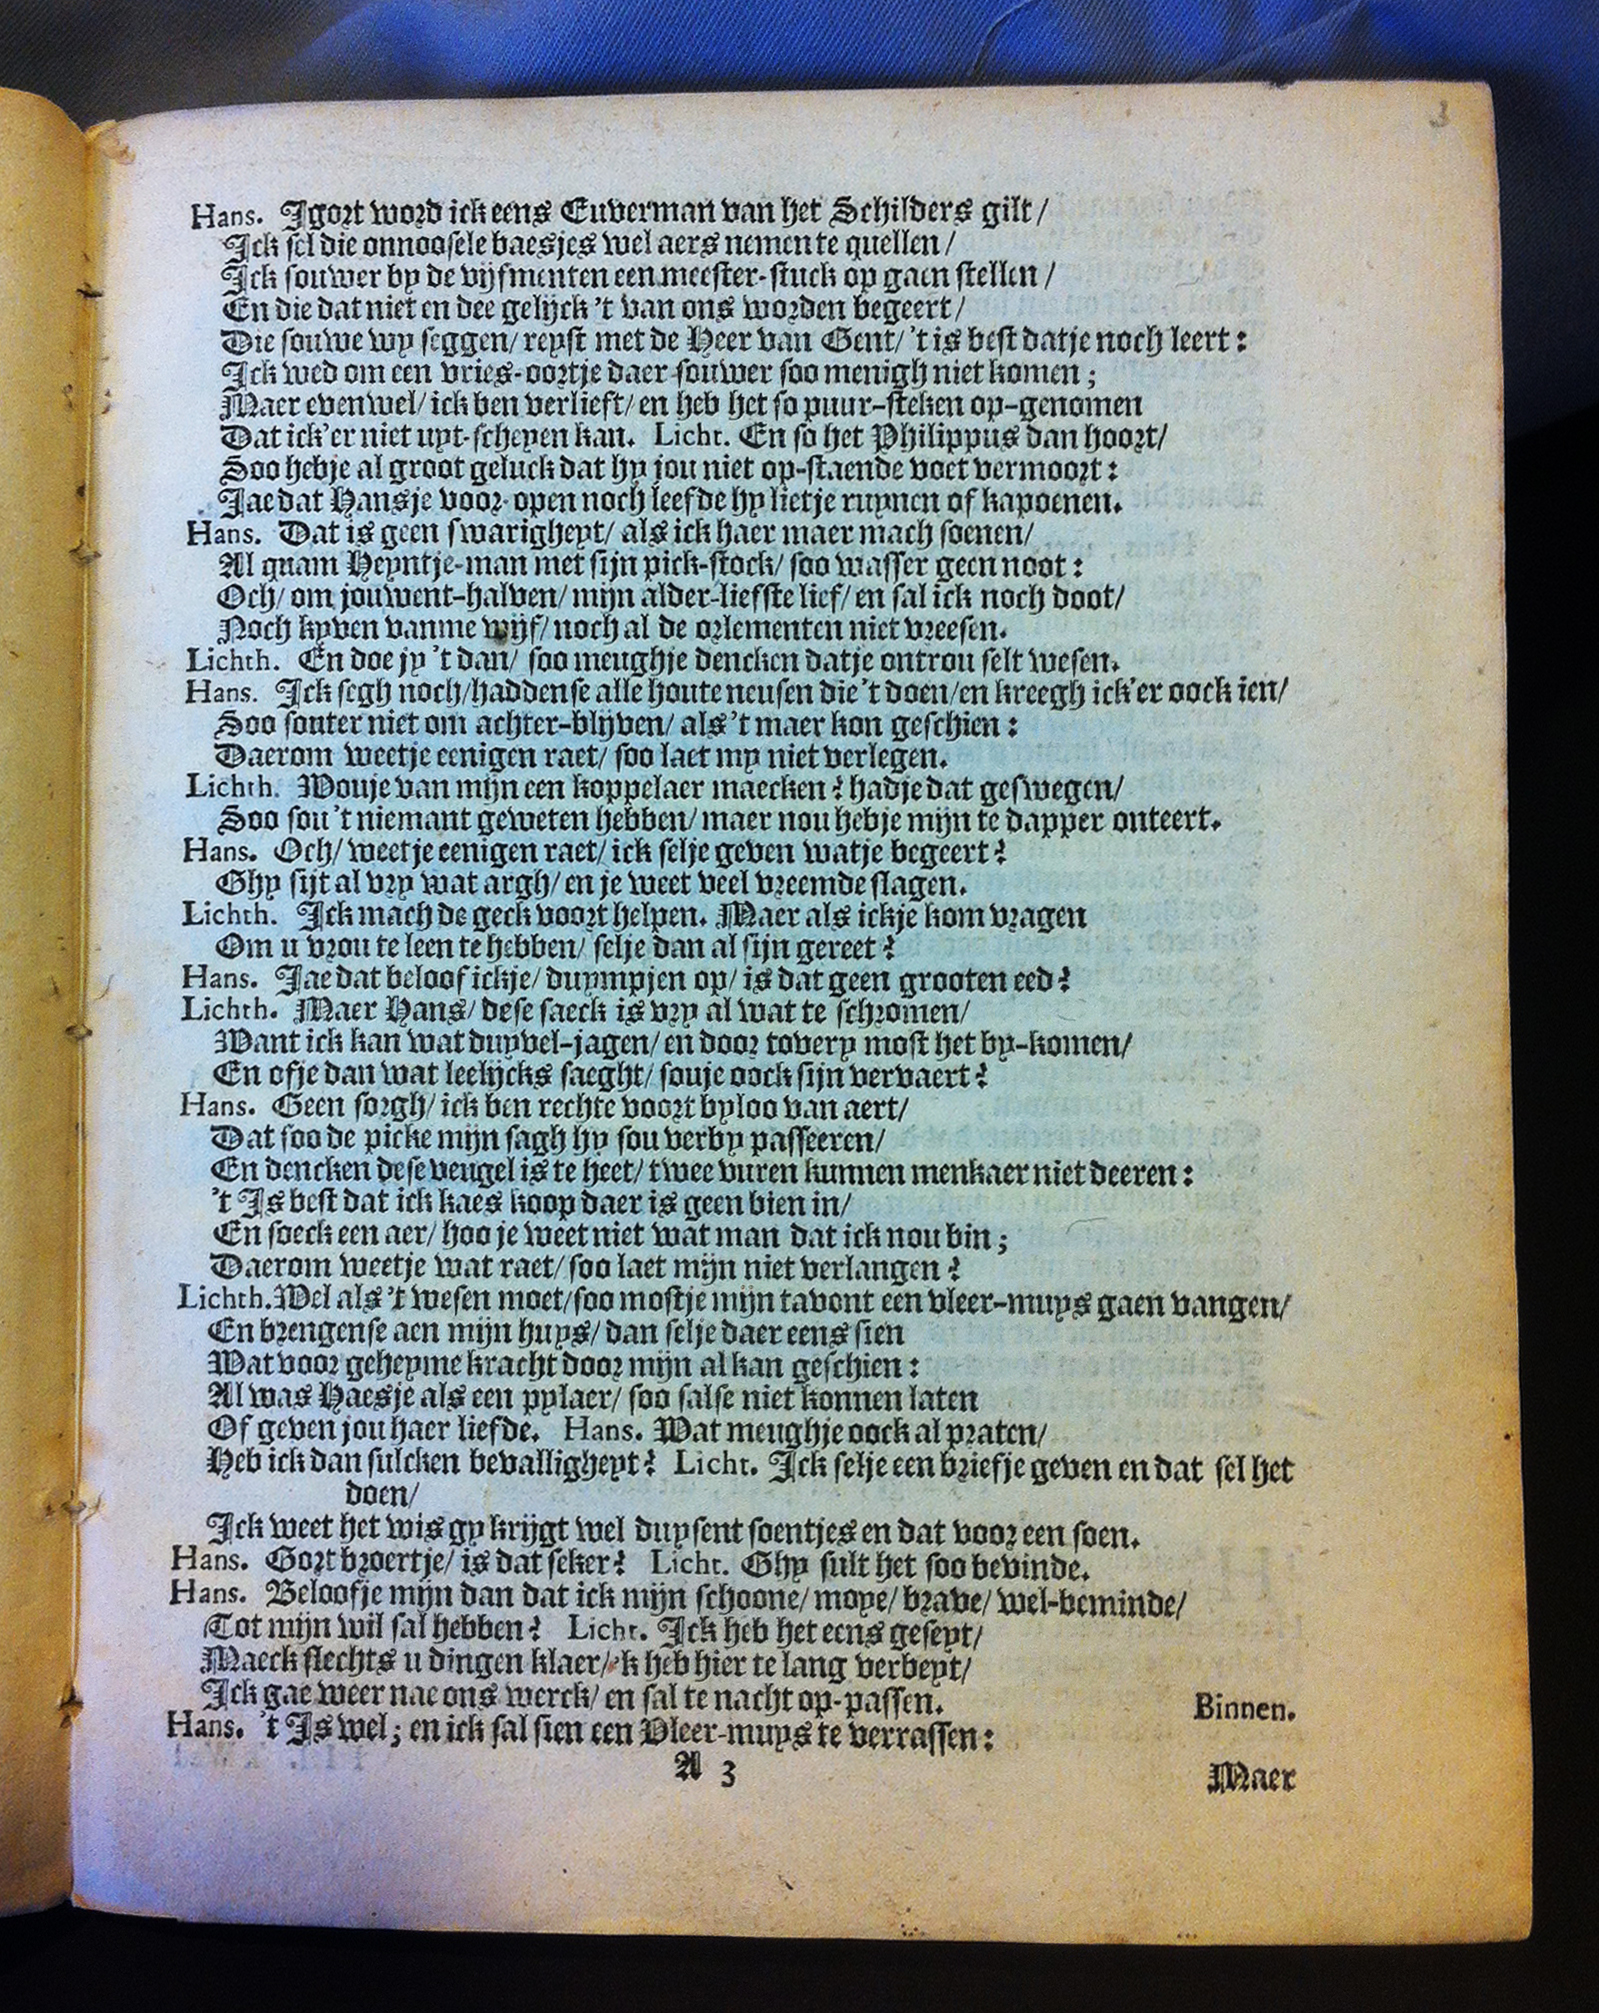 3
Hans. Igort word ick eens Euverman van het Schilders gilt/
Ick sel die onnoosele baesjes wel aers nemen te quellen/
Ick souwer by de vijsmenten een meester-stuck op gaen stellen/
En die dat niet en dee gelijck 't van ons worden begeert/
Die souwe wy seggen/ reyst met de Heer van Gent/ 't is best datje noch leert:
Ick wed om een vries-oortje daer souwer soo menigh niet komen;
Maer evenwel/ ick ben verlieft/ en heb het so puur-steken op-genomen
Dat ick'er niet uyt-scheyen kan. Licht. En so het Philippus dan hoort/
Soo hebje al groot geluck dat hy jou niet op-staende voet vermoort:
Jae dat Hansje voor-open noch leefde hy lietje ruynen of kapoenen.
Hans. Dat is geen swarigheyt/ als ick haer maer mach soenen/
Al quam Heyntje-man met sijn pick-stock/ soo wasser geen noot:
Och/ om jouwent-halven/ mijn alder-liefste lief/ en sal ick noch doot/
Noch kyven vanme wijf/ noch al de orlementen niet vreesen.
Lichth. En doe jy 't dan/ soo meughje dencken datje ontrou selt wesen.
Hans. Ick segh noch/ haddense alle houte neusen die 't doen/ en kreegh ick'er oock ien/
Soo souter niet om achter-blijven/ als 't maer kon geschien:
Daerom weetje eenigen raet/ soo laet my niet verlegen.
Lichth. Wouje van mijn een koppelaer maecken? hadje dat geswegen/
Soo sou 't niemant geweten hebben/ maer nou hebje mijn te dapper onteert.
Hans. Och/ weetje eenigen raet/ ick selje geven watje begeert?
Ghy sijt al vry wat argh/ en je weet veel vreemde slagen.
Lichth. Ick mach de geck voort helpen. Maer als ickje kom vragen
Om u vrou te leen te hebben/ selje dan al sijn gereet?
Hans. Jae dat beloof ickje/ duympjen op/ is dat geen grooten eed?
Lichth. Maer Hans/ dese saeck is vry al wat te schromen/
Want ick kan wat duyvel-jagen/ en door tovery most het by-komen/
En ofje dan wat leelijcks saeght/ souje oock sijn vervaert?
Hans. Geen sorgh/ ick ben rechte voort byloo van aert/
Dat soo de picke mijn sagh hy sou verby passeeren/
En dencken dese veugel is te heet/ twee vuren kunnen menkaer niet deeren:
't Is best dat ick kaes koop daer is geen bien in/
En soeck een aer/ hoo je weet niet wat man dat ick nou bin;
Daerom weetje wat raet/ soo laet mijn niet verlangen?
Lichth. Wel als 't wesen moet/ soo mostje mijn tavont een vleer-muys gaen vangen/
En brengense aen mijn huys/ dan selje daer eens sien
Wat voor geheyme kracht door mijn al kan geschien:
Al was Haesje als een pylaer/ soo salse niet konnen laten
Of geven jou haer liefde. Hans. Wat meughje oock al praten/
Heb ick dan sulcken bevalligheyt? Licht. Ick selje een briefje geven en dat sel het
doen/
Ick weet het wis gy krijgt wel duysent soentjes en dat voor een soen.
Hans. Gort broertje/ is dat seker? Licht. Ghy sult het soo bevinde.
Hans. Beloofje mijn dan dat ick mijn schoone/ moye/ brave/ wel-beminde/
Tot mijn wil sal hebben? Licht. Ick heb het eens geseyt/
Maeck slechts u dingen klaer/ 'k heb hier te lang verbeyt/
Ick gae weer nae ons werck/ en sal te nacht op-passen. Binnen.
Hans. 't Is wel; en ick sal sien een Vleer-muys te verrassen:
A 3
Maer